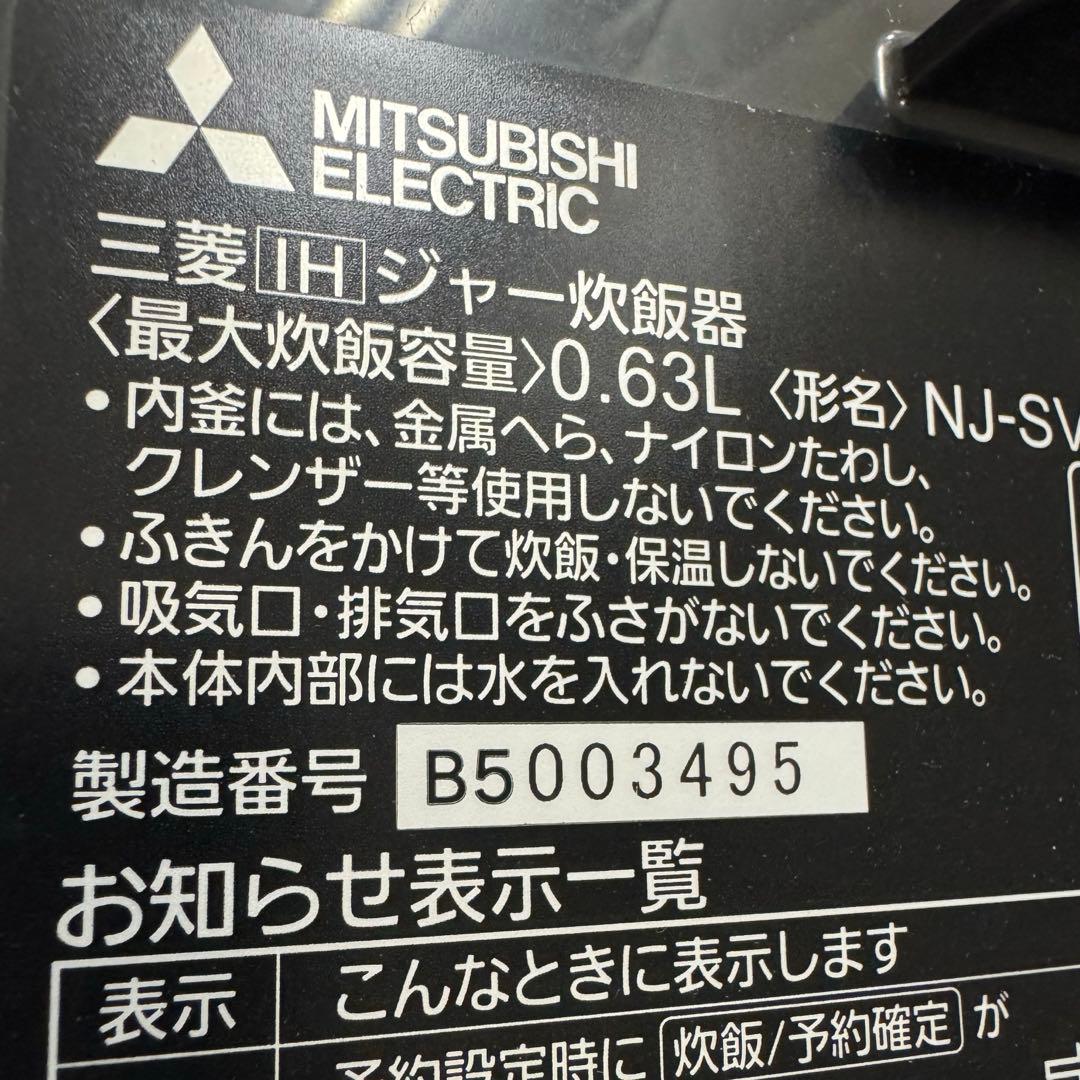 MITSUBISHI
ELECTRIC
三菱 IH ジャー炊飯器
〈最大炊飯容量〉0.63L 〈形名〉NJ-SV
・内釜には、金属へら、ナイロンたわし、
クレンザー等使用しないでください。
・ふきんをかけて炊飯・保温しないでください。
・吸気口・排気口をふさがないでください。
・本体内部には水を入れないでください。
製造番号 B5003495
お知らせ表示一覧
表示 こんなときに表示します
予約設定時に 炊飯/予約確定 が